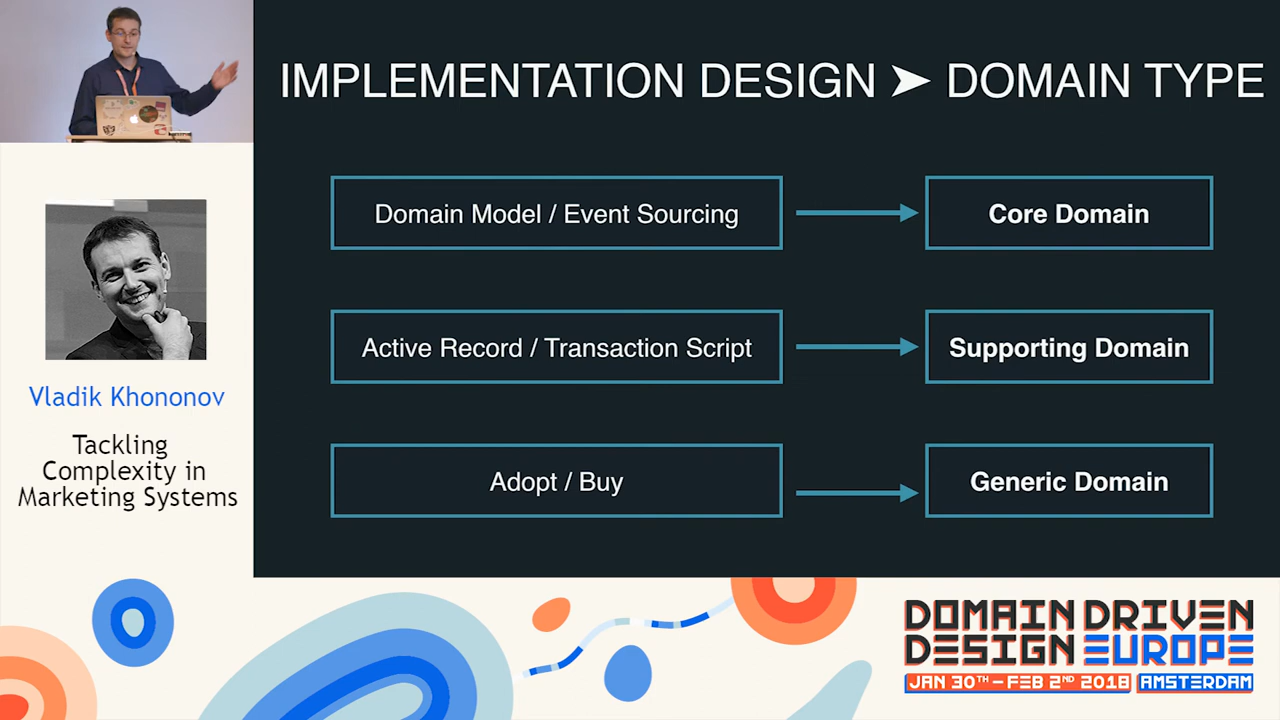 IMPLEMENTATION DESIGN ➤ DOMAIN TYPE
Domain Model / Event Sourcing
Core Domain
Active Record / Transaction Script
Supporting Domain
Adopt / Buy
Generic Domain
Vladik Khononov
Tackling
Complexity in
Marketing Systems
DOMAIN DRIVEN
DESIGN EUROPE
JAN 30TH - FEB 2ND 2018 AMSTERDAM